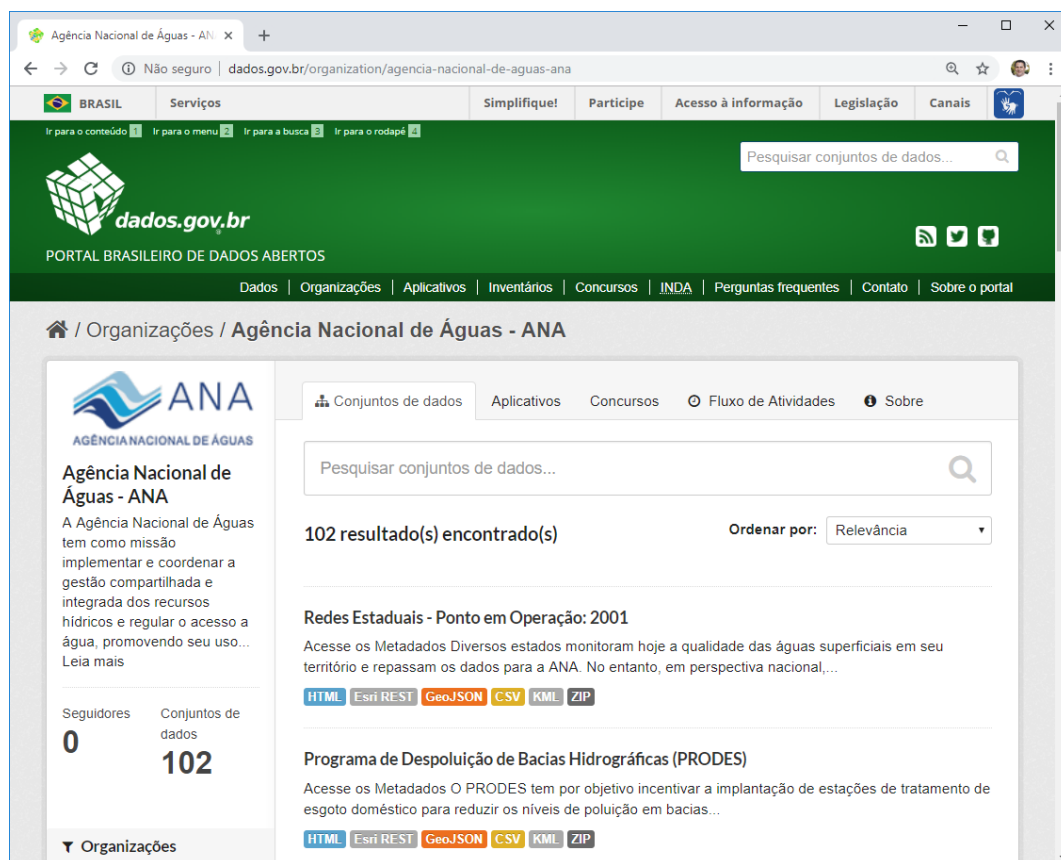 Agência Nacional de Águas - AN
Não seguro | dados.gov.br/organization/agencia-nacional-de-aguas-ana
BRASIL Serviços Simplifique! Participe Acesso à informação Legislação Canais
Ir para o conteúdo 1 Ir para o menu 2 Ir para a busca 3 Ir para o rodapé 4
Pesquisar conjuntos de dados...
dados.gov.br
PORTAL BRASILEIRO DE DADOS ABERTOS
Dados | Organizações | Aplicativos | Inventários | Concursos | INDA | Perguntas frequentes | Contato | Sobre o portal
/ Organizações / Agência Nacional de Águas - ANA
ANA
AGÊNCIA NACIONAL DE ÁGUAS
Agência Nacional de
Águas - ANA
A Agência Nacional de Águas
tem como missão
implementar e coordenar a
gestão compartilhada e
integrada dos recursos
hídricos e regular o acesso a
água, promovendo seu uso...
Leia mais
Seguidores
0
Conjuntos de
dados
102
Organizações
Conjuntos de dados Aplicativos Concursos Fluxo de Atividades Sobre
Pesquisar conjuntos de dados...
102 resultado(s) encontrado(s)
Ordenar por: Relevância
Redes Estaduais - Ponto em Operação: 2001
Acesse os Metadados Diversos estados monitoram hoje a qualidade das águas superficiais em seu
território e repassam os dados para a ANA. No entanto, em perspectiva nacional,...
HTML Esri REST GeoJSON CSV KML ZIP
Programa de Despoluição de Bacias Hidrográficas (PRODES)
Acesse os Metadados O PRODES tem por objetivo incentivar a implantação de estações de tratamento de
esgoto doméstico para reduzir os níveis de poluição em bacias...
HTML Esri REST GeoJSON CSV KML ZIP